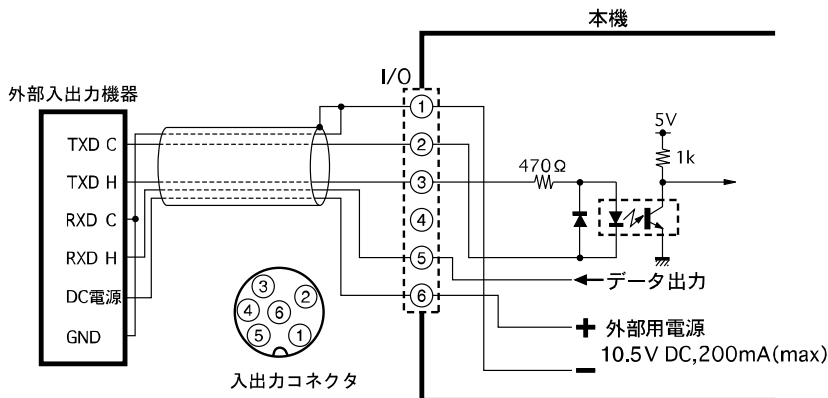 本機
I/O
外部入出力機器
TXD C
TXD H
RXD C
RXD H
DC電源
GND
①
②
③
④
⑤
⑥
470Ω
5V
1k
データ出力
+ 外部用電源
10.5V DC,200mA(max)
−
③
②
④
⑥
⑤
①
入出力コネクタ